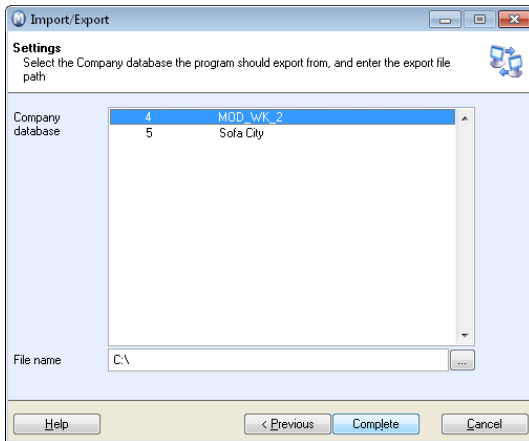 Import/Export
Settings
Select the Company database the program should export from, and enter the export file
path
Company
database
4 MOD_WK_2
5 Sofa City
File name C:\ ...
Help < Previous Complete Cancel